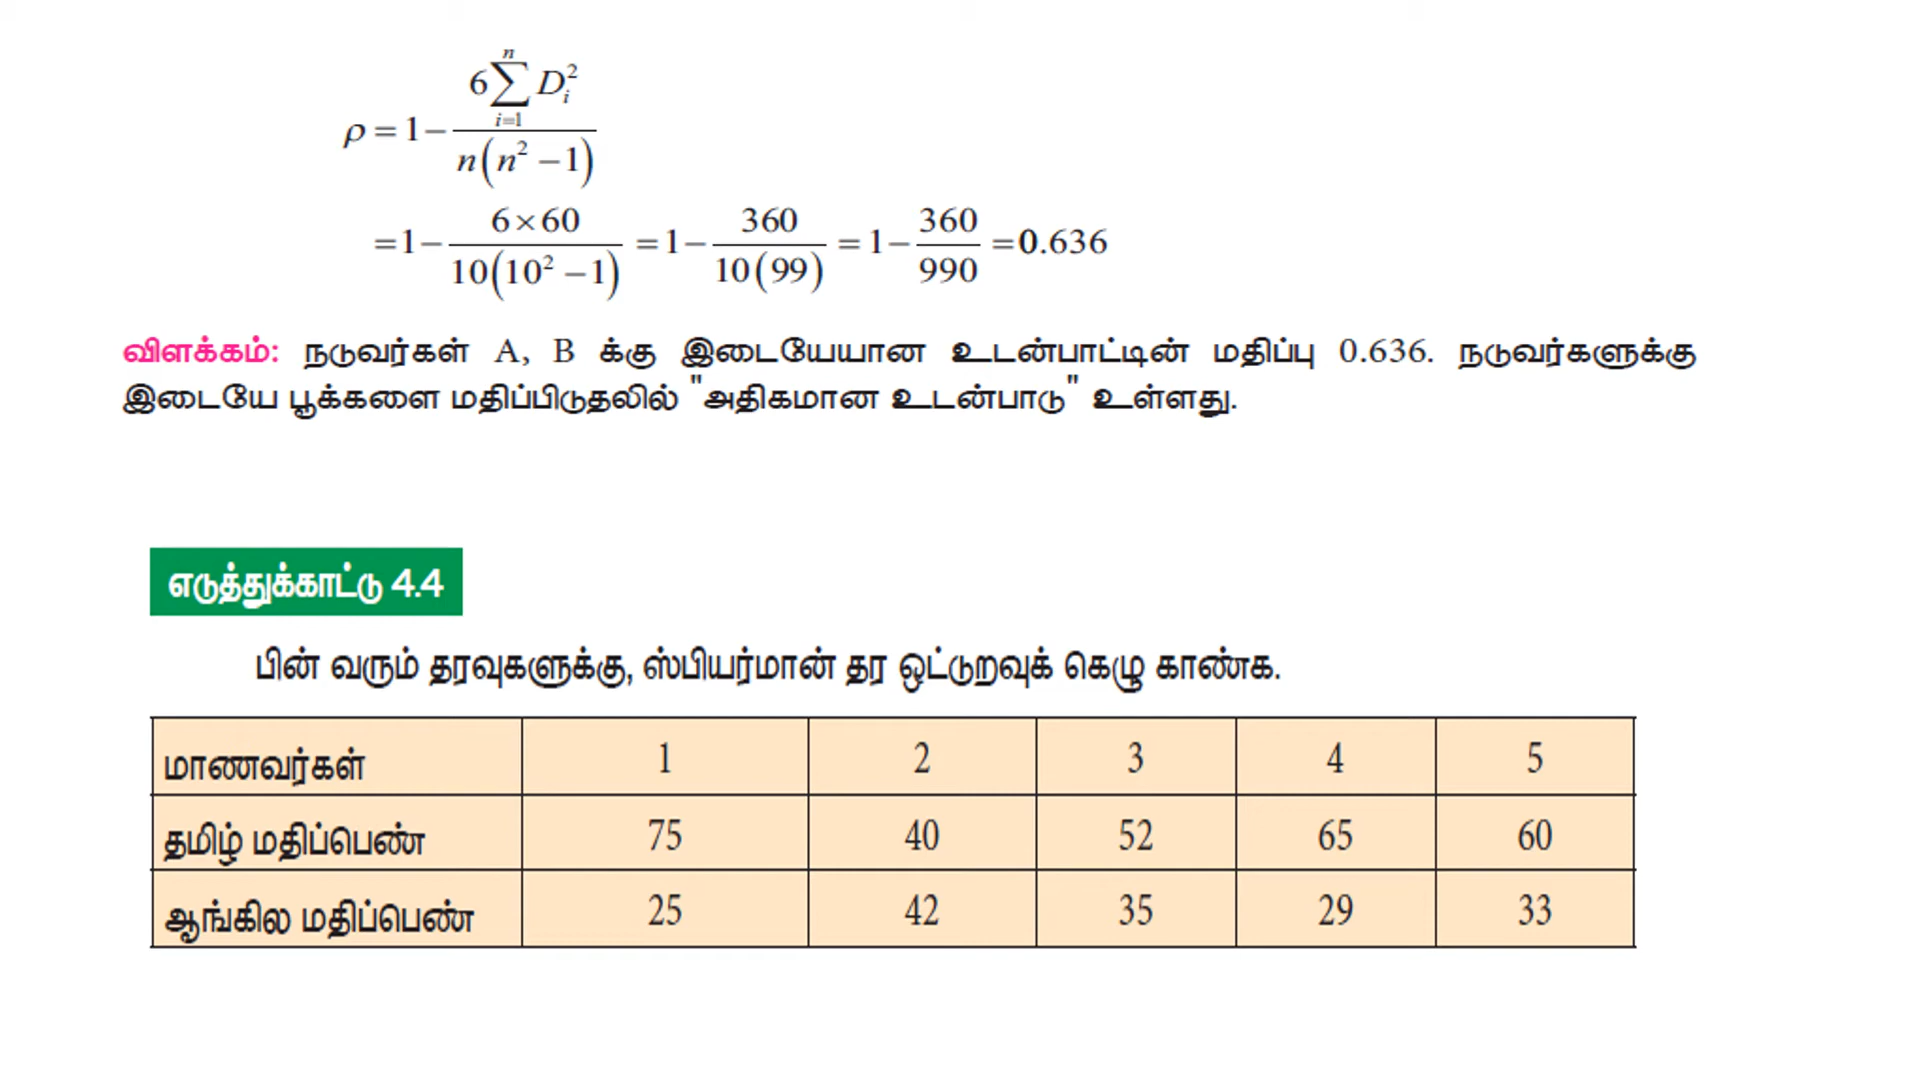 ρ = 1 − 6 ∑ᵢ₌₁ⁿ Dᵢ² / n(n² − 1)
= 1 − 6 × 60 / 10(10² − 1) = 1 − 360 / 10(99) = 1 − 360 / 990 = 0.636
விளக்கம்: நடுவர்கள் A, B க்கு இடையேயான உடன்பாட்டின் மதிப்பு 0.636. நடுவர்களுக்கு
இடையே பூக்களை மதிப்பிடுதலில் "அதிகமான உடன்பாடு" உள்ளது.
எடுத்துக்காட்டு 4.4
பின் வரும் தரவுகளுக்கு, ஸ்பியர்மான் தர ஒட்டுறவுக் கெழு காண்க.
மாணவர்கள் 1 2 3 4 5
தமிழ் மதிப்பெண் 75 40 52 65 60
ஆங்கில மதிப்பெண் 25 42 35 29 33